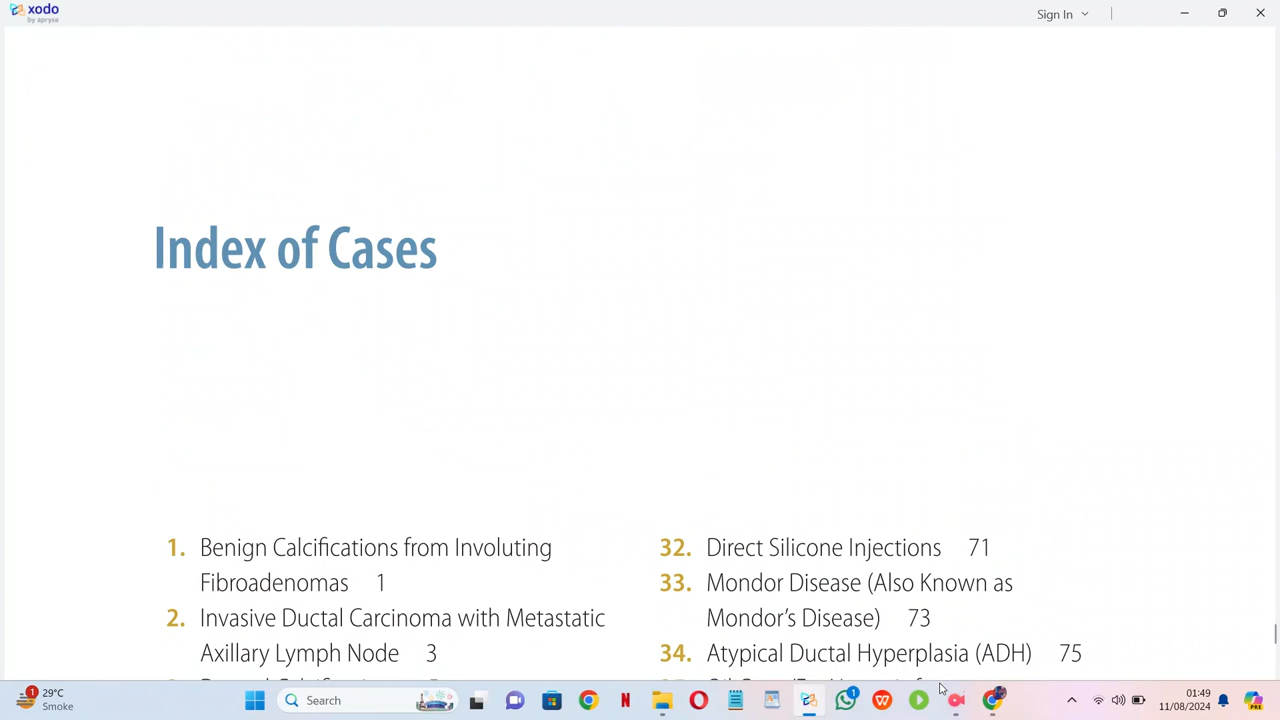 xodo
by apryse
Sign In
Index of Cases
1. Benign Calcifications from Involuting
Fibroadenomas 1
2. Invasive Ductal Carcinoma with Metastatic
Axillary Lymph Node 3
32. Direct Silicone Injections 71
33. Mondor Disease (Also Known as
Mondor's Disease) 73
34. Atypical Ductal Hyperplasia (ADH) 75
1
29°C
Smoke
Search
1
01:49
11/08/2024